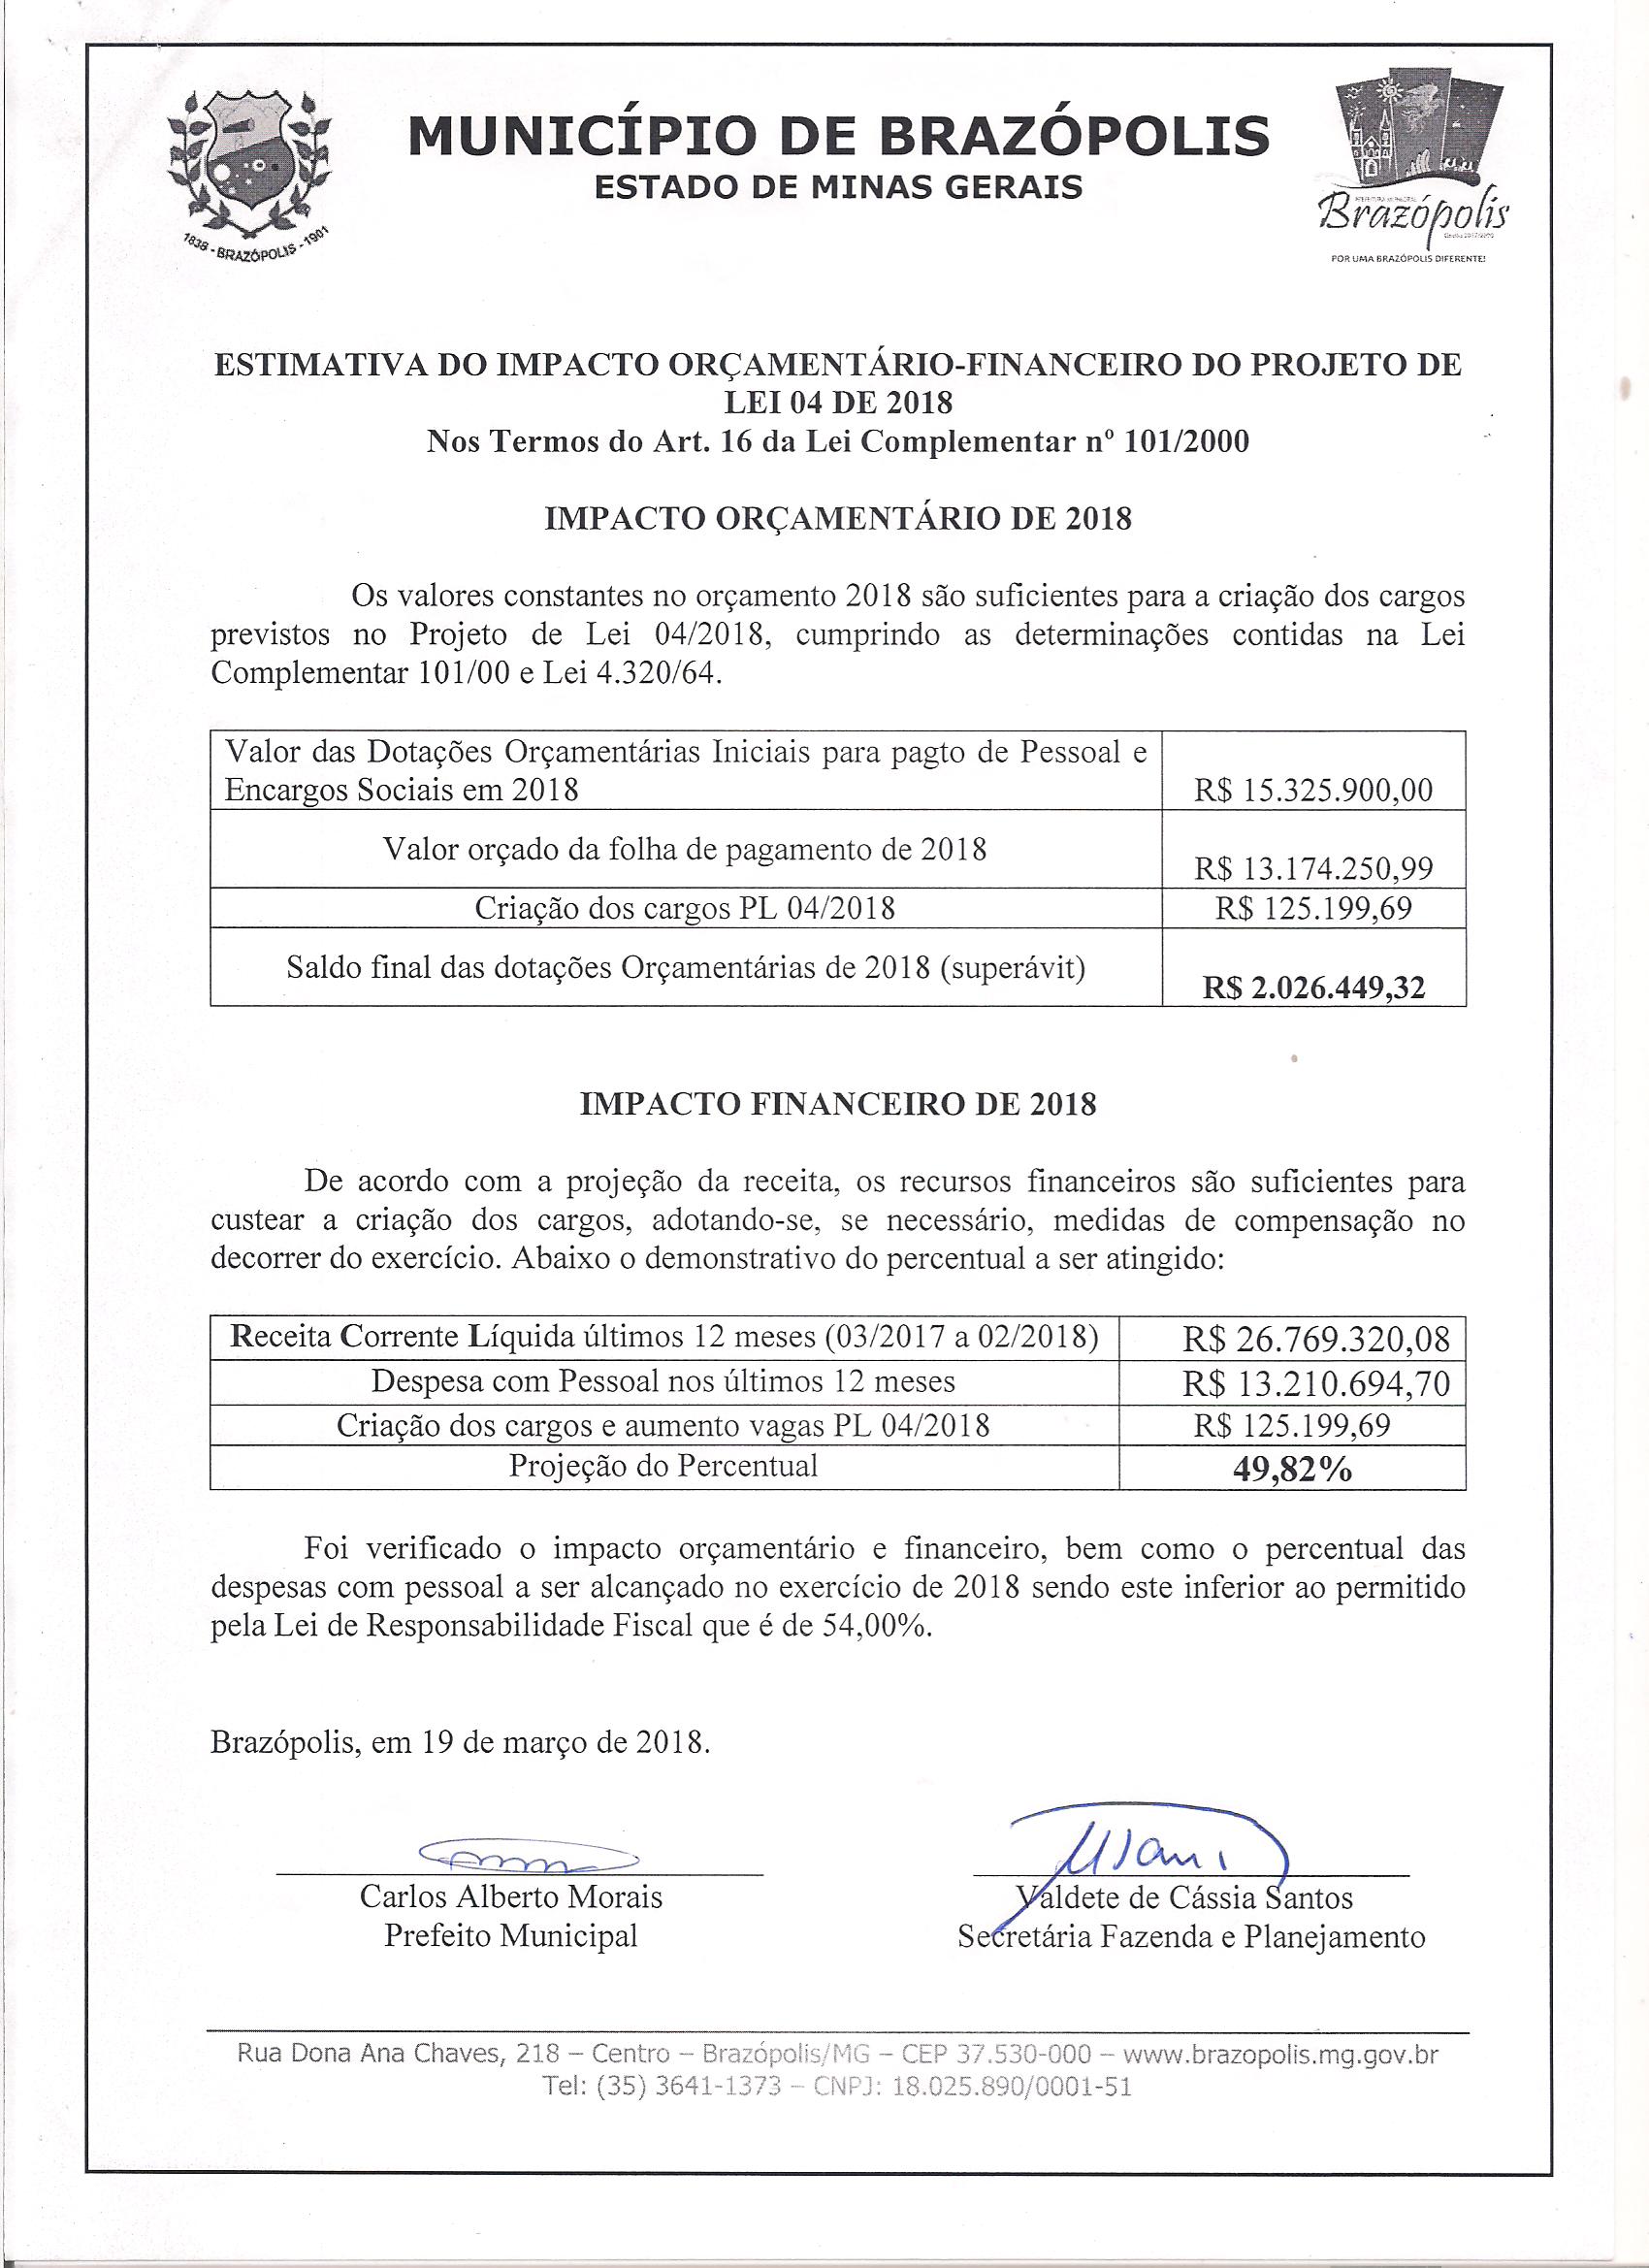 MUNICÍPIO DE BRAZÓPOLIS
ESTADO DE MINAS GERAIS
1838 - BRAZÓPOLIS - 1901
Brazópolis
POR UMA BRAZÓPOLIS DIFERENTE!
ESTIMATIVA DO IMPACTO ORÇAMENTÁRIO-FINANCEIRO DO PROJETO DE
LEI 04 DE 2018
Nos Termos do Art. 16 da Lei Complementar nº 101/2000
IMPACTO ORÇAMENTÁRIO DE 2018
Os valores constantes no orçamento 2018 são suficientes para a criação dos cargos
previstos no Projeto de Lei 04/2018, cumprindo as determinações contidas na Lei
Complementar 101/00 e Lei 4.320/64.
Valor das Dotações Orçamentárias Iniciais para pagto de Pessoal e
Encargos Sociais em 2018 R$ 15.325.900,00
Valor orçado da folha de pagamento de 2018 R$ 13.174.250,99
Criação dos cargos PL 04/2018 R$ 125.199,69
Saldo final das dotações Orçamentárias de 2018 (superávit) R$ 2.026.449,32
IMPACTO FINANCEIRO DE 2018
De acordo com a projeção da receita, os recursos financeiros são suficientes para
custear a criação dos cargos, adotando-se, se necessário, medidas de compensação no
decorrer do exercício. Abaixo o demonstrativo do percentual a ser atingido:
Receita Corrente Líquida últimos 12 meses (03/2017 a 02/2018) R$ 26.769.320,08
Despesa com Pessoal nos últimos 12 meses R$ 13.210.694,70
Criação dos cargos e aumento vagas PL 04/2018 R$ 125.199,69
Projeção do Percentual 49,82%
Foi verificado o impacto orçamentário e financeiro, bem como o percentual das
despesas com pessoal a ser alcançado no exercício de 2018 sendo este inferior ao permitido
pela Lei de Responsabilidade Fiscal que é de 54,00%.
Brazópolis, em 19 de março de 2018.
Carlos Alberto Morais
Prefeito Municipal
Valdete de Cássia Santos
Secretária Fazenda e Planejamento
Rua Dona Ana Chaves, 218 – Centro – Brazópolis/MG – CEP 37.530-000 – www.brazopolis.mg.gov.br
Tel: (35) 3641-1373 – CNPJ: 18.025.890/0001-51